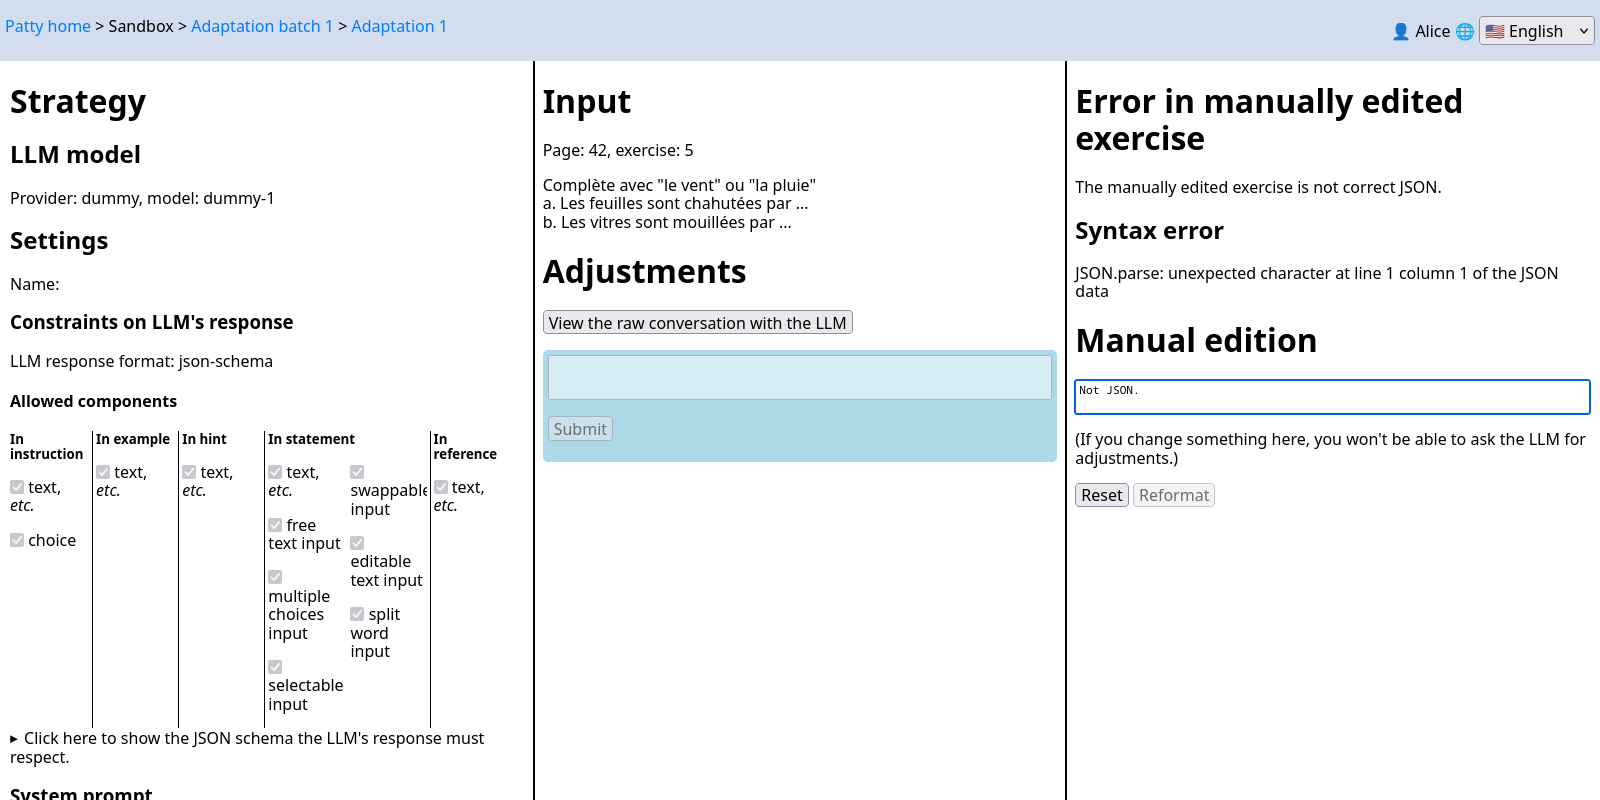 Patty home > Sandbox > Adaptation batch 1 > Adaptation 1
👤 Alice 🌐 🇺🇸 English
Strategy
LLM model
Provider: dummy, model: dummy-1
Settings
Name:
Constraints on LLM's response
LLM response format: json-schema
Allowed components
In
instruction
text,
etc.
choice
In example
text,
etc.
In hint
text,
etc.
In statement
text,
etc.
free
text input
multiple
choices
input
selectable
input
swappable
input
editable
text input
split
word
input
In
reference
text,
etc.
▸ Click here to show the JSON schema the LLM's response must
respect.
System prompt
Input
Page: 42, exercise: 5
Complète avec "le vent" ou "la pluie"
a. Les feuilles sont chahutées par ...
b. Les vitres sont mouillées par ...
Adjustments
View the raw conversation with the LLM
Submit
Error in manually edited
exercise
The manually edited exercise is not correct JSON.
Syntax error
JSON.parse: unexpected character at line 1 column 1 of the JSON
data
Manual edition
Not JSON.
(If you change something here, you won't be able to ask the LLM for
adjustments.)
Reset Reformat